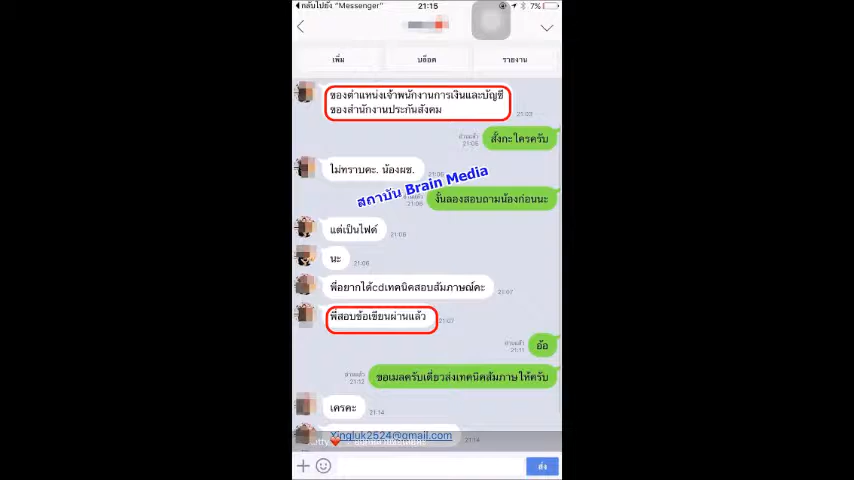 กลับไปยัง "Messenger"
21:15
7%
เพิ่ม
บล็อค
รายงาน
ของตำแหน่งเจ้าพนักงานการเงินและบัญชี
ของสำนักงานประกันสังคม
21:03
อ่านแล้ว
21:05
สั่งกะใครครับ
ไม่ทราบคะ. น้องผช.
21:06
สถาบัน Brain Media
อ่านแล้ว
21:06
งั้นลองสอบถามน้องก่อนนะ
แต่เป็นไฟด์
21:06
นะ
21:06
พี่อยากได้cdเทคนิคสอบสัมภาษณ์คะ
21:07
พี่สอบข้อเขียนผ่านแล้ว
21:07
อ่านแล้ว
21:11
อ้อ
อ่านแล้ว
21:12
ขอเมลครับเดี๋ยวส่งเทคนิคสัมภาษให้ครับ
เครคะ
21:14
Xingluk2524@gmail.com
21:14
ส่ง